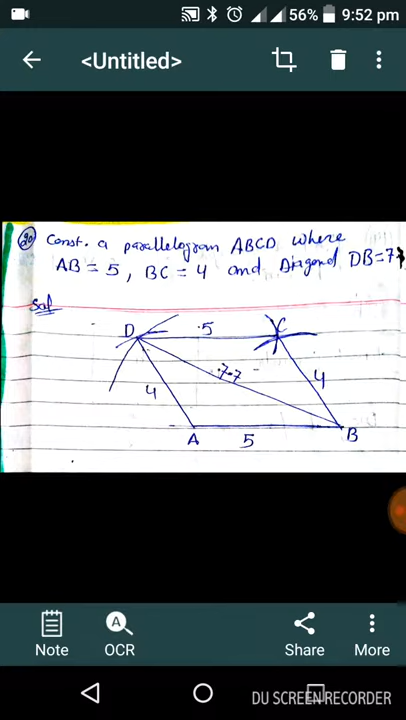 56% 9:52 pm
<Untitled>
20 Const. a parallelogram ABCD where
AB = 5, BC = 4 and Diagonal DB=7
Sol
D 5 C
7.7
4 4
A 5 B
Note OCR Share More
DU SCREEN RECORDER